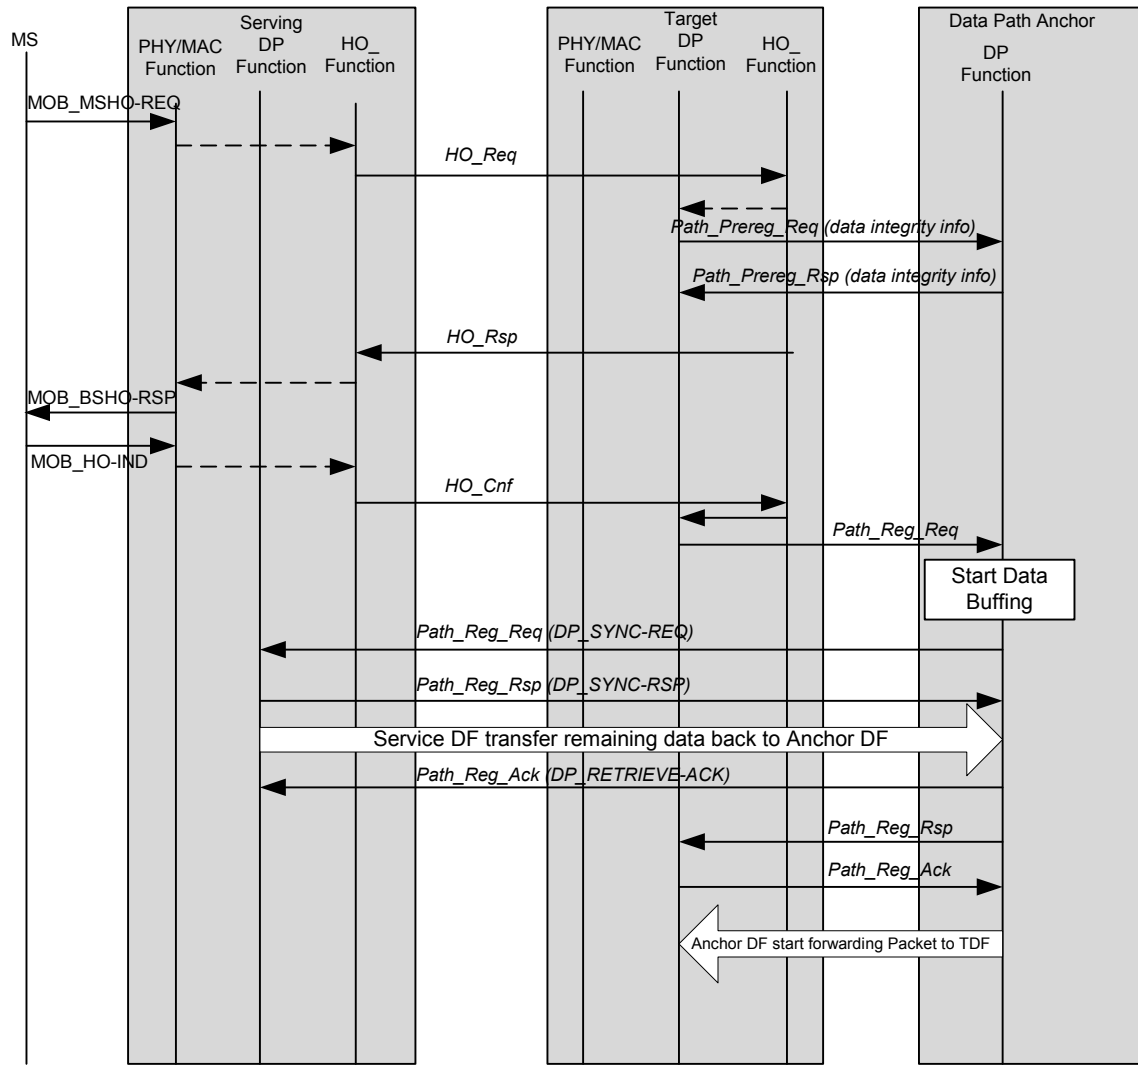 MS
Serving
DP
Function
PHY/MAC
Function
HO_
Function
Target
DP
Function
PHY/MAC
Function
HO_
Function
Data Path Anchor
DP
Function
MOB_MSHO-REQ
HO_Req
Path_Prereg_Req (data integrity info)
Path_Prereg_Rsp (data integrity info)
HO_Rsp
MOB_BSHO-RSP
MOB_HO-IND
HO_Cnf
Path_Reg_Req
Start Data
Buffing
Path_Reg_Req (DP_SYNC-REQ)
Path_Reg_Rsp (DP_SYNC-RSP)
Service DF transfer remaining data back to Anchor DF
Path_Reg_Ack (DP_RETRIEVE-ACK)
Path_Reg_Rsp
Path_Reg_Ack
Anchor DF start forwarding Packet to TDF